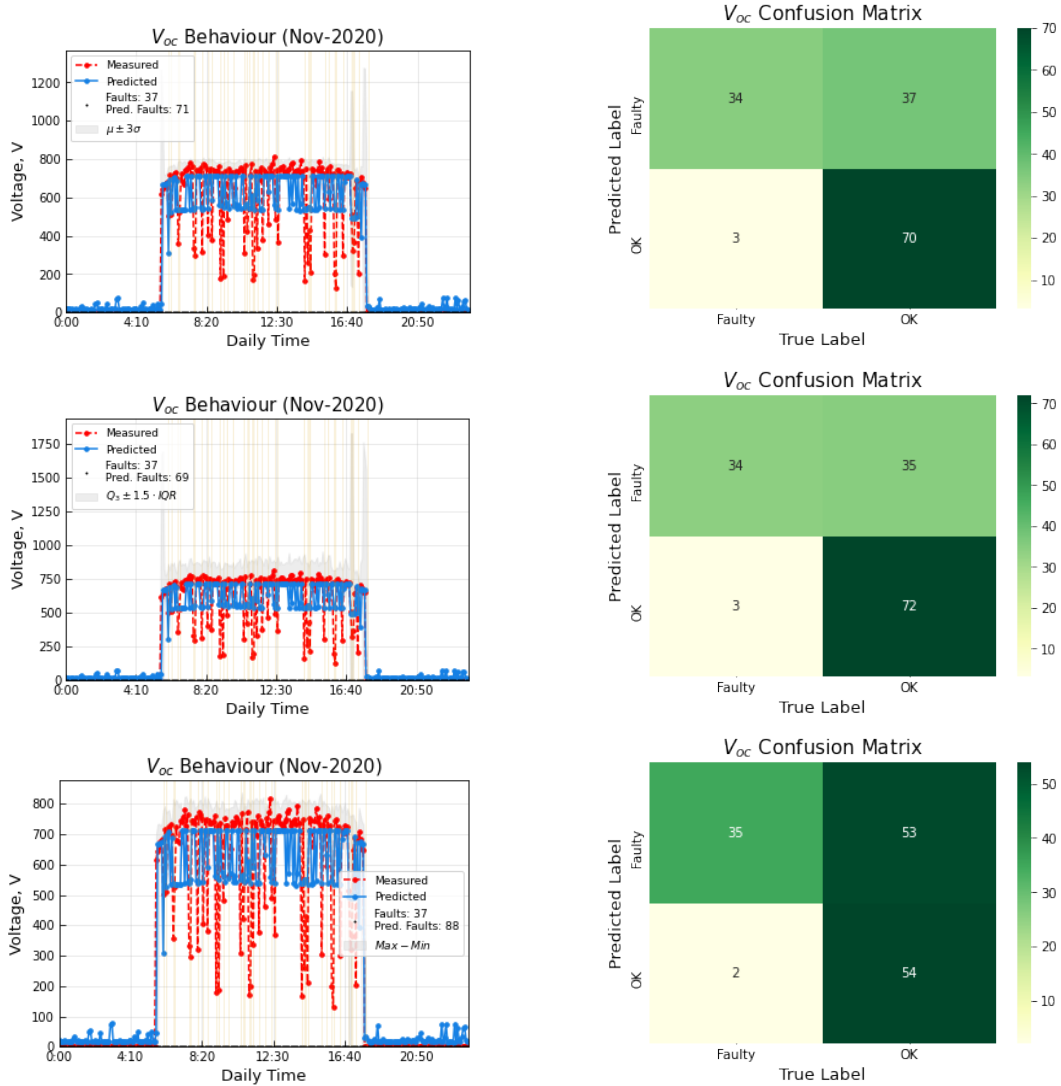 V_oc Behaviour (Nov-2020)
Voltage, V
1200
1000
800
600
400
200
0
Measured
Predicted
Faults: 37
Pred. Faults: 71
μ ± 3σ
0:00 4:10 8:20 12:30 16:40 20:50
Daily Time
V_oc Confusion Matrix
Predicted Label
Faulty
OK
34 37
3 70
Faulty OK
True Label
70
60
50
40
30
20
10
V_oc Behaviour (Nov-2020)
Voltage, V
1750
1500
1250
1000
750
500
250
0
Measured
Predicted
Faults: 37
Pred. Faults: 69
Q_3 ± 1.5 · IQR
0:00 4:10 8:20 12:30 16:40 20:50
Daily Time
V_oc Confusion Matrix
Predicted Label
Faulty
OK
34 35
3 72
Faulty OK
True Label
70
60
50
40
30
20
10
V_oc Behaviour (Nov-2020)
Voltage, V
800
700
600
500
400
300
200
100
0
Measured
Predicted
Faults: 37
Pred. Faults: 88
Max − Min
0:00 4:10 8:20 12:30 16:40 20:50
Daily Time
V_oc Confusion Matrix
Predicted Label
Faulty
OK
35 53
2 54
Faulty OK
True Label
50
40
30
20
10